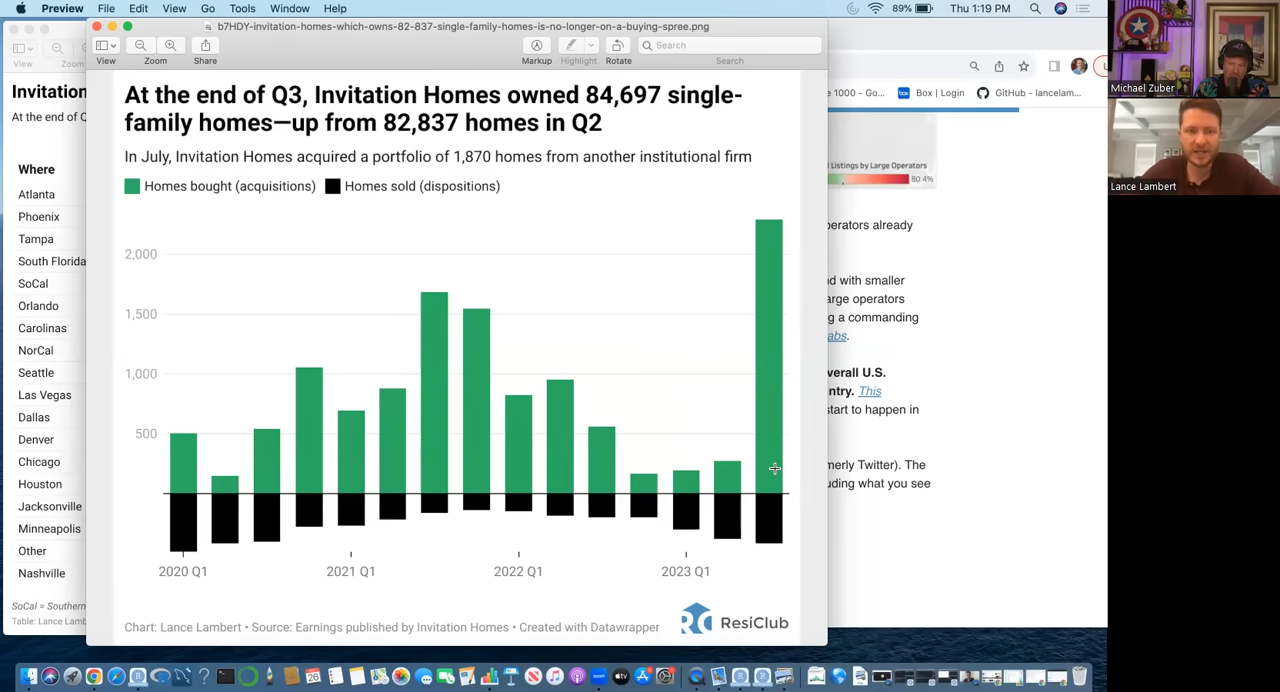 Preview File Edit View Go Tools Window Help
89% Thu 1:19 PM
b7HDY-invitation-homes-which-owns-82-837-single-family-homes-is-no-longer-on-a-buying-spree.png
View Zoom Share Markup Highlight Rotate Search
Search
View Zoom
Invitation
At the end of Q
Where
Atlanta
Phoenix
Tampa
South Florida
SoCal
Orlando
Carolinas
NorCal
Seattle
Las Vegas
Dallas
Denver
Chicago
Houston
Jacksonville
Minneapolis
Other
Nashville
SoCal = Southern
Table: Lance Lamb
At the end of Q3, Invitation Homes owned 84,697 single-
family homes—up from 82,837 homes in Q2
In July, Invitation Homes acquired a portfolio of 1,870 homes from another institutional firm
Homes bought (acquisitions) Homes sold (dispositions)
2,000
1,500
1,000
500
2020 Q1 2021 Q1 2022 Q1 2023 Q1
Chart: Lance Lambert • Source: Earnings published by Invitation Homes • Created with Datawrapper
ResiClub
e 1000 - Go... Box | Login GitHub - lancelam...
d Listings by Large Operators
80.4%
perators already
nd with smaller
arge operators
g a commanding
abs.
verall U.S.
ntry. This
start to happen in
merly Twitter). The
uding what you see
Michael Zuber
Lance Lambert